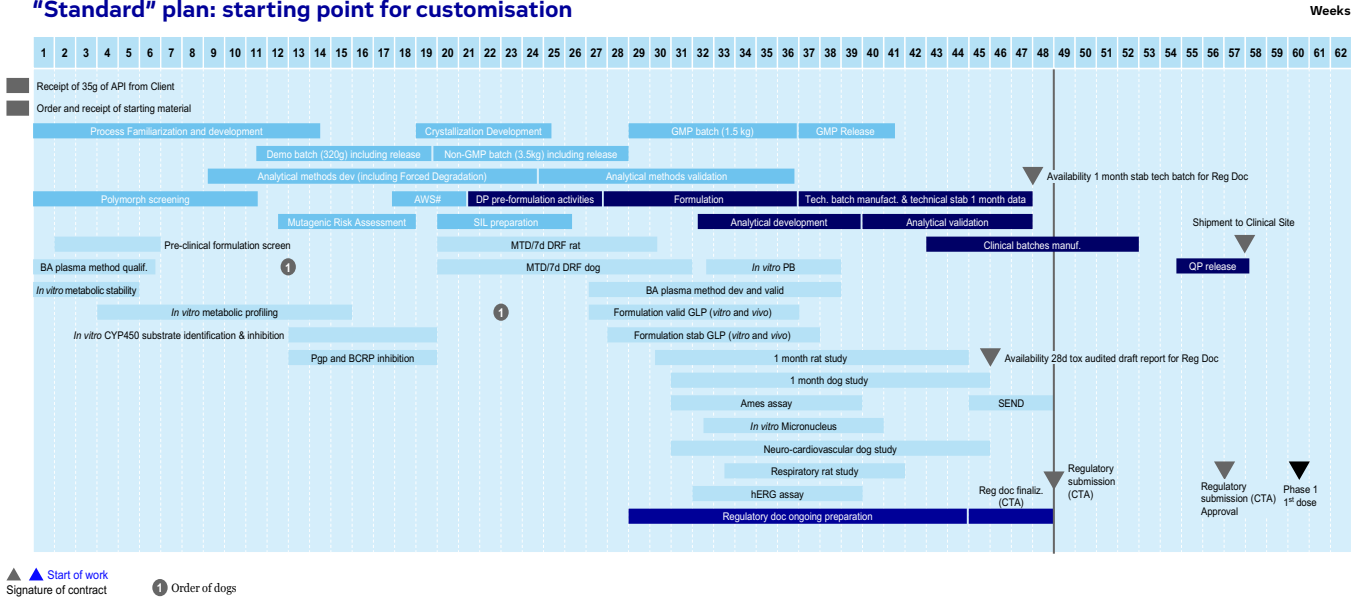 “Standard” plan: starting point for customisation
Weeks
1 2 3 4 5 6 7 8 9 10 11 12 13 14 15 16 17 18 19 20 21 22 23 24 25 26 27 28 29 30 31 32 33 34 35 36 37 38 39 40 41 42 43 44 45 46 47 48 49 50 51 52 53 54 55 56 57 58 59 60 61 62
Receipt of 35g of API from Client
Order and receipt of starting material
Process Familiarization and development
Crystallization Development
GMP batch (1.5 kg)
GMP Release
Demo batch (320g) including release
Non-GMP batch (3.5kg) including release
Analytical methods dev (including Forced Degradation)
Analytical methods validation
Availability 1 month stab tech batch for Reg Doc
Polymorph screening
AWS#
DP pre-formulation activities
Formulation
Tech. batch manufact. & technical stab 1 month data
Mutagenic Risk Assessment
SIL preparation
Analytical development
Analytical validation
Shipment to Clinical Site
Pre-clinical formulation screen
MTD/7d DRF rat
Clinical batches manuf.
BA plasma method qualif.
1
MTD/7d DRF dog
In vitro PB
QP release
In vitro metabolic stability
BA plasma method dev and valid
In vitro metabolic profiling
1
Formulation valid GLP (vitro and vivo)
In vitro CYP450 substrate identification & inhibition
Formulation stab GLP (vitro and vivo)
Pgp and BCRP inhibition
1 month rat study
Availability 28d tox audited draft report for Reg Doc
1 month dog study
Ames assay
SEND
In vitro Micronucleus
Neuro-cardiovascular dog study
Respiratory rat study
Regulatory
submission
(CTA)
hERG assay
Reg doc finaliz.
(CTA)
Regulatory
submission (CTA)
Approval
Phase 1
1st dose
Regulatory doc ongoing preparation
Start of work
Signature of contract
1 Order of dogs